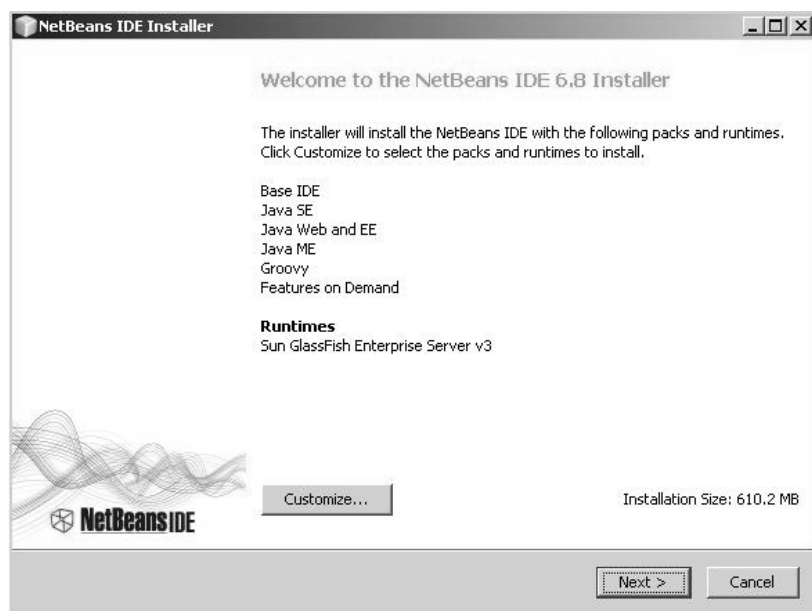 NetBeans IDE Installer
Welcome to the NetBeans IDE 6.8 Installer
The installer will install the NetBeans IDE with the following packs and runtimes.
Click Customize to select the packs and runtimes to install.
Base IDE
Java SE
Java Web and EE
Java ME
Groovy
Features on Demand
Runtimes
Sun GlassFish Enterprise Server v3
Customize...
Installation Size: 610.2 MB
NetBeans IDE
Next >
Cancel